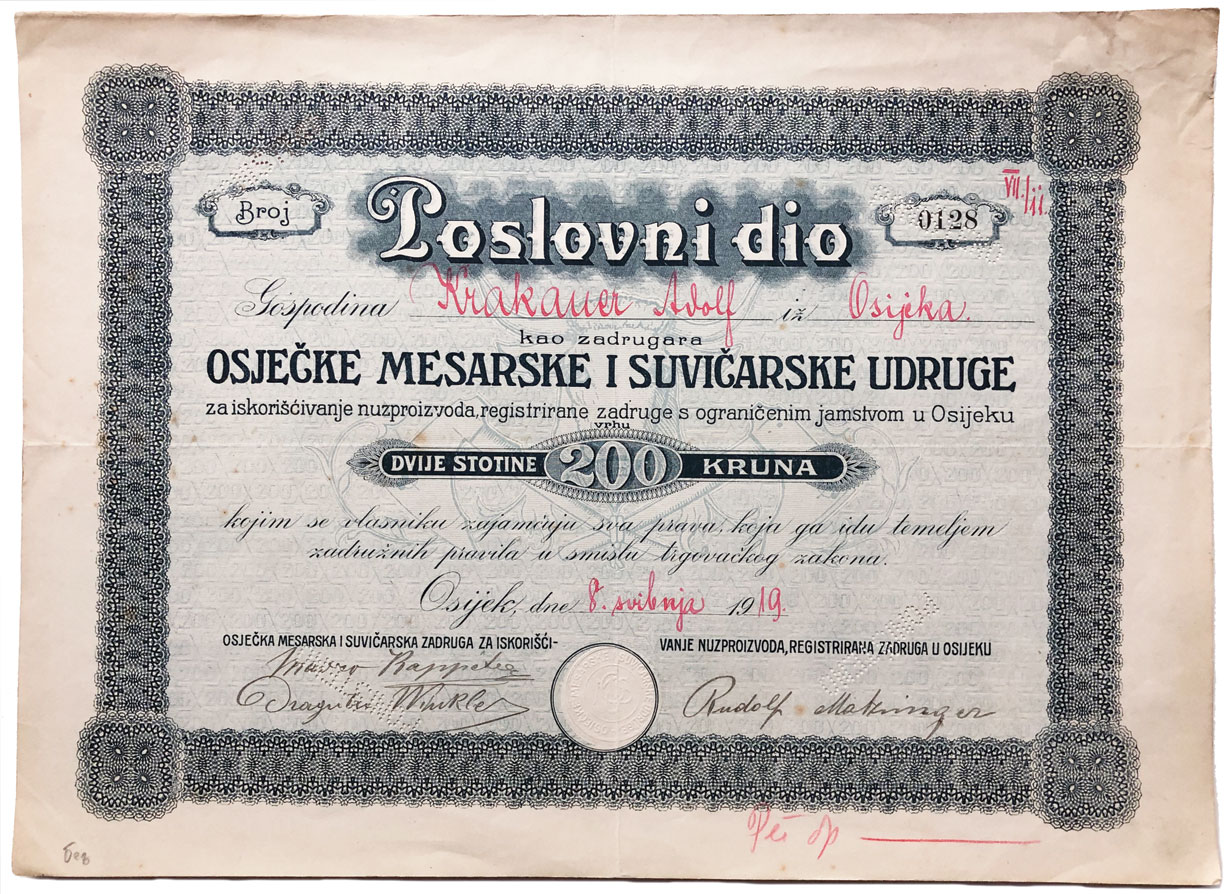 Broj
Poslovni dio
0128
VII/11.
Gospodina Krakauer Adolf iz Osijeka.
kao zadrugara
OSJEČKE MESARSKE I SUVIČARSKE UDRUGE
za iskorišćivanje nuzproizvoda, registrirane zadruge s ograničenim jamstvom u Osijeku
vrhu
DVIJE STOTINE 200 KRUNA
kojim se vlasniku zajamčuju sva prava, koja ga idu temeljem
zadružnih pravila u smislu trgovačkog zakona.
Osijek, dne 8. svibnja 1919.
OSJEČKA MESARSKA I SUVIČARSKA ZADRUGA ZA ISKORIŠĆI-
VANJE NUZPROIZVODA, REGISTRIRANA ZADRUGA U OSIJEKU
Dragutin Winkler
Rudolf